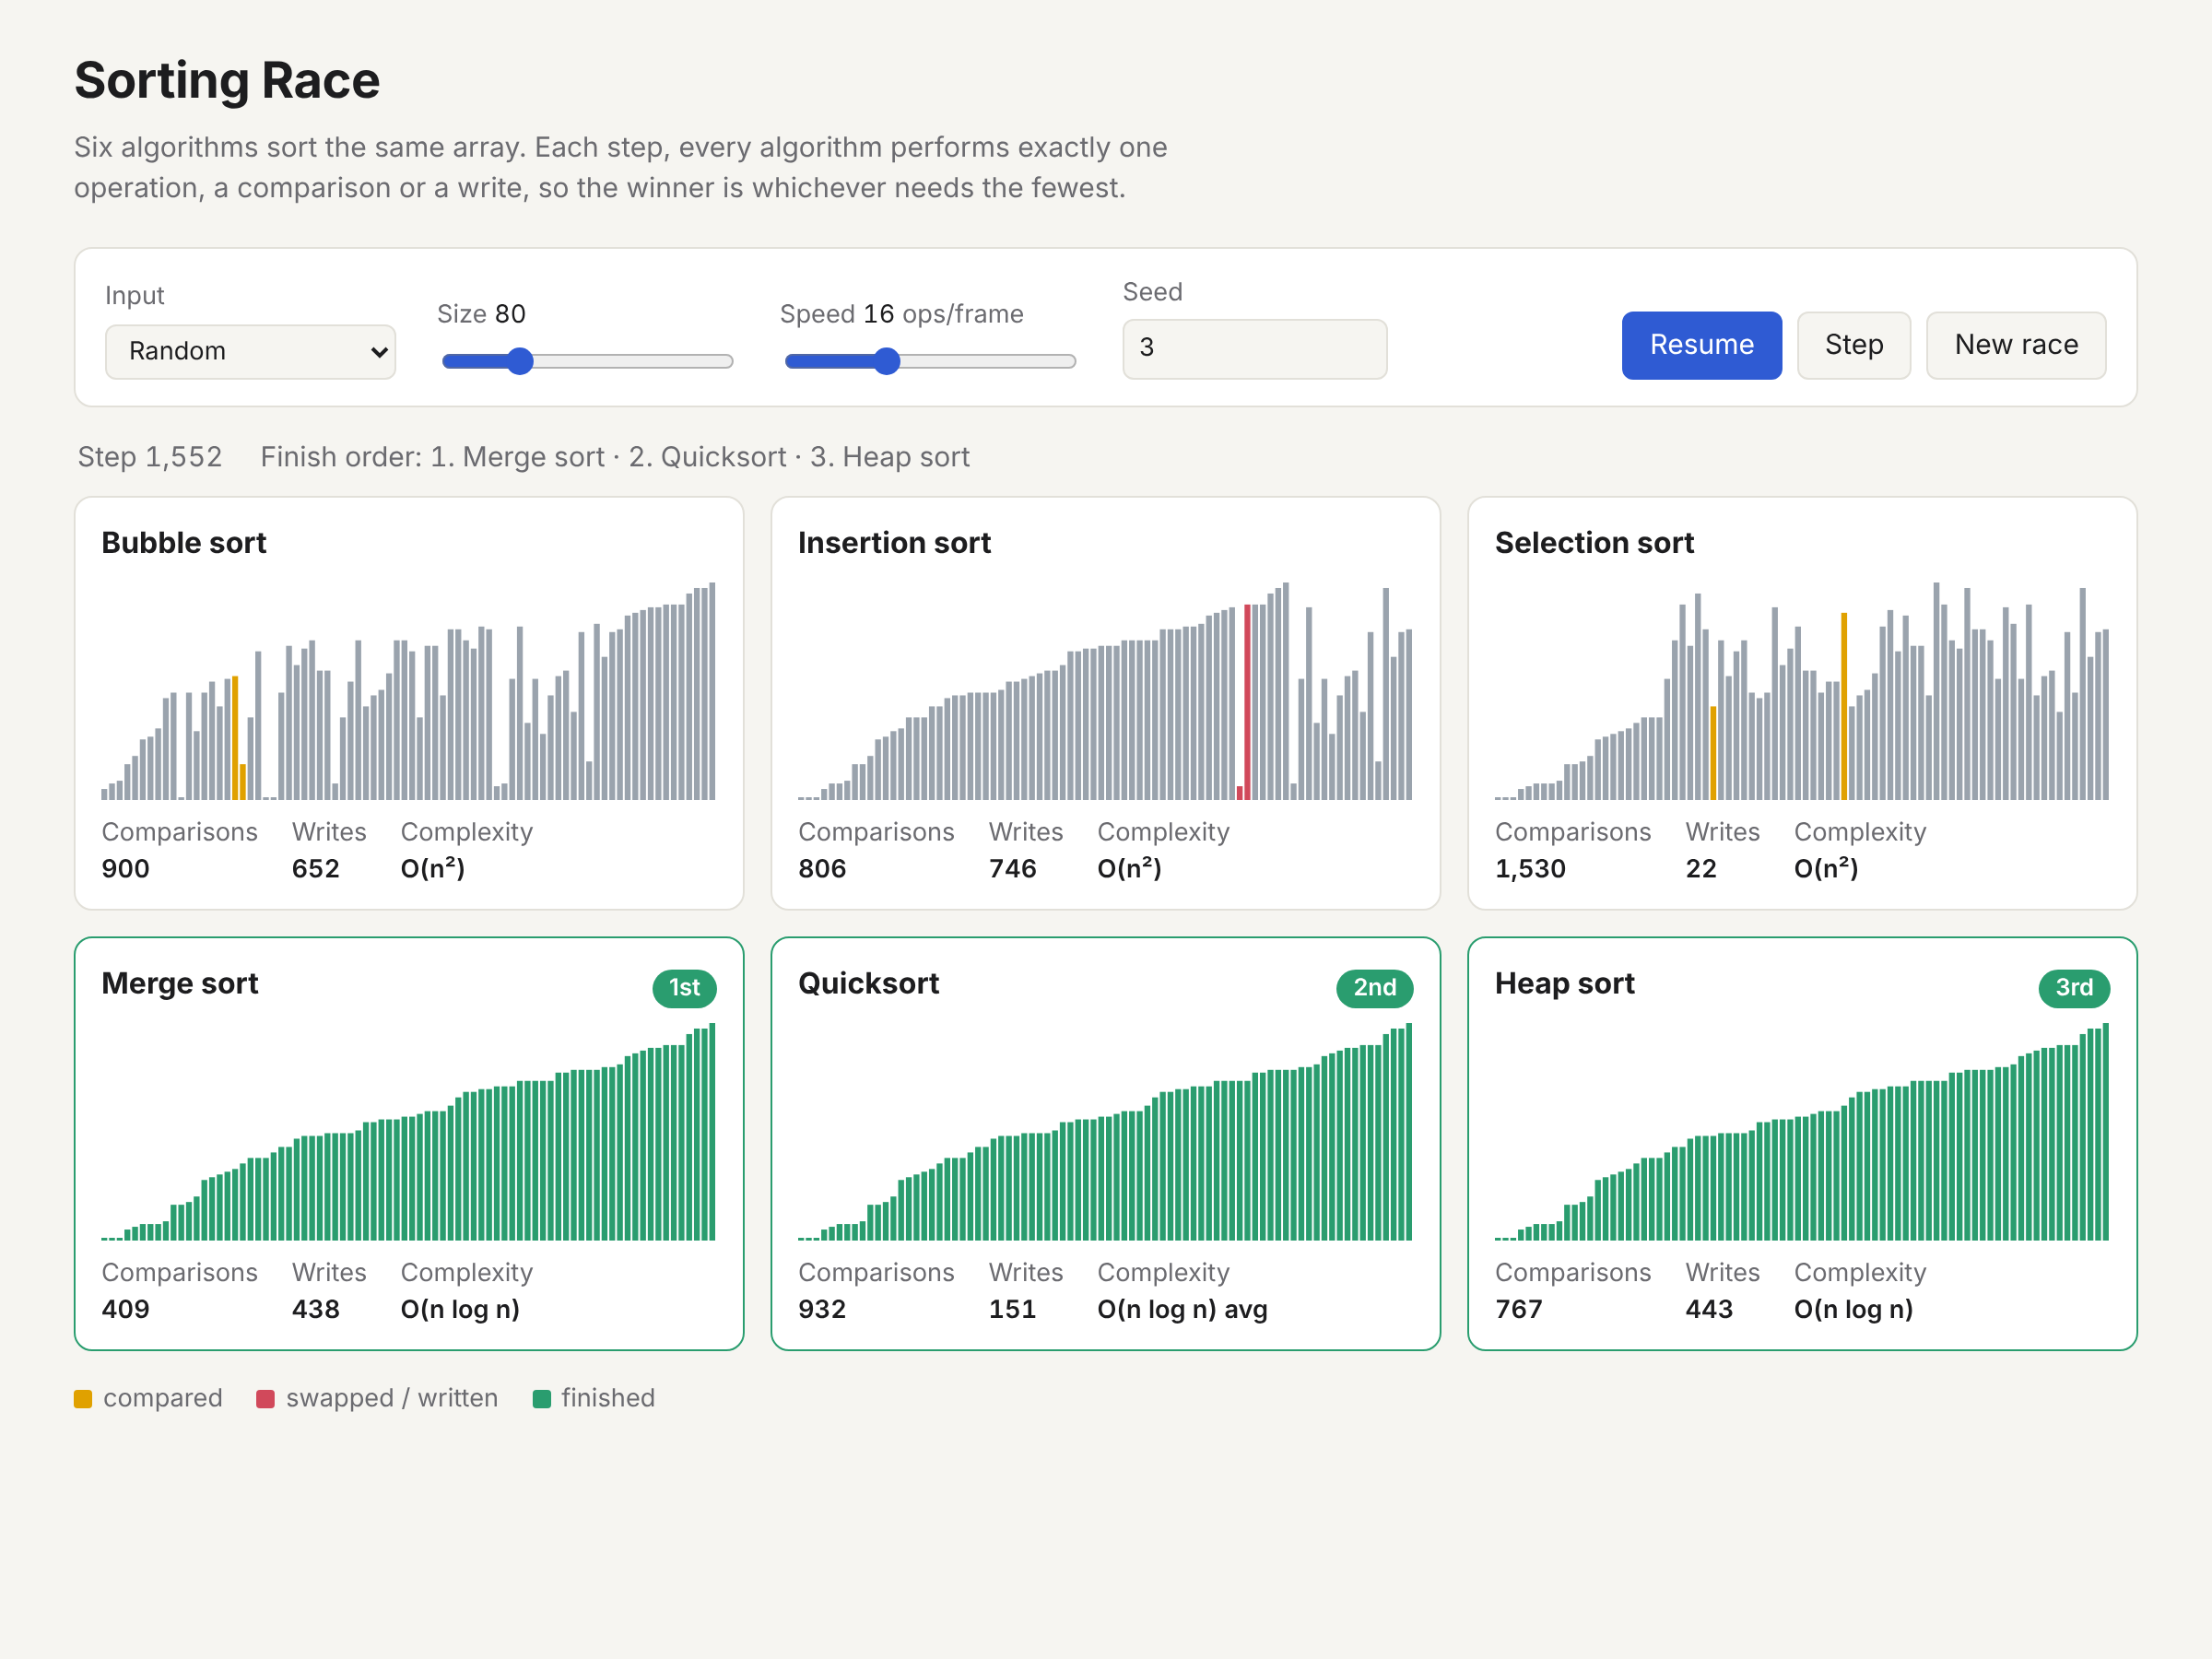 Sorting Race
Six algorithms sort the same array. Each step, every algorithm performs exactly one
operation, a comparison or a write, so the winner is whichever needs the fewest.
Input
Random
Size 80
Speed 16 ops/frame
Seed
3
Resume
Step
New race
Step 1,552 Finish order: 1. Merge sort · 2. Quicksort · 3. Heap sort
Bubble sort
Comparisons Writes Complexity
900 652 O(n²)
Insertion sort
Comparisons Writes Complexity
806 746 O(n²)
Selection sort
Comparisons Writes Complexity
1,530 22 O(n²)
Merge sort 1st
Comparisons Writes Complexity
409 438 O(n log n)
Quicksort 2nd
Comparisons Writes Complexity
932 151 O(n log n) avg
Heap sort 3rd
Comparisons Writes Complexity
767 443 O(n log n)
compared swapped / written finished